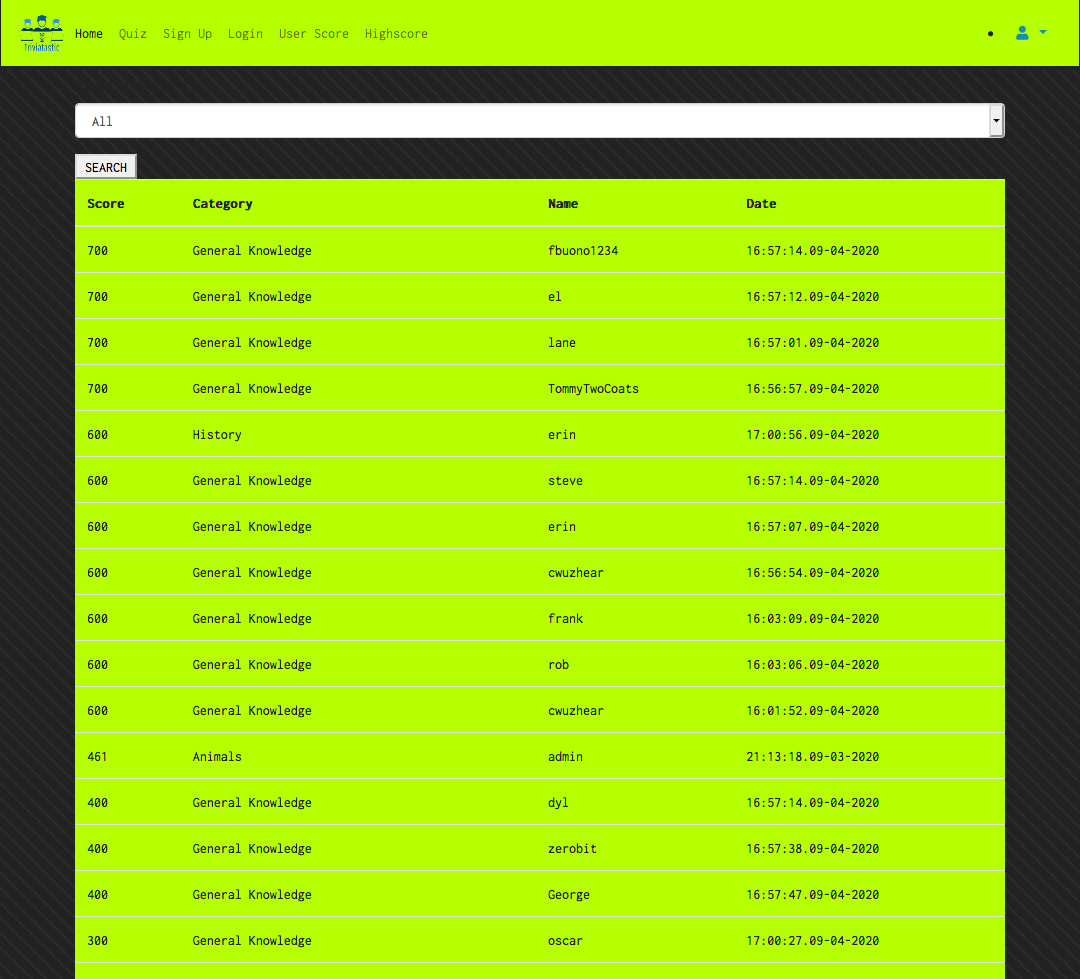 Triviatastic
Home Quiz Sign Up Login User Score Highscore
All
SEARCH
Score Category Name Date
700 General Knowledge fbuono1234 16:57:14.09-04-2020
700 General Knowledge el 16:57:12.09-04-2020
700 General Knowledge lane 16:57:01.09-04-2020
700 General Knowledge TommyTwoCoats 16:56:57.09-04-2020
600 History erin 17:00:56.09-04-2020
600 General Knowledge steve 16:57:14.09-04-2020
600 General Knowledge erin 16:57:07.09-04-2020
600 General Knowledge cwuzhear 16:56:54.09-04-2020
600 General Knowledge frank 16:03:09.09-04-2020
600 General Knowledge rob 16:03:06.09-04-2020
600 General Knowledge cwuzhear 16:01:52.09-04-2020
461 Animals admin 21:13:18.09-03-2020
400 General Knowledge dyl 16:57:14.09-04-2020
400 General Knowledge zerobit 16:57:38.09-04-2020
400 General Knowledge George 16:57:47.09-04-2020
300 General Knowledge oscar 17:00:27.09-04-2020